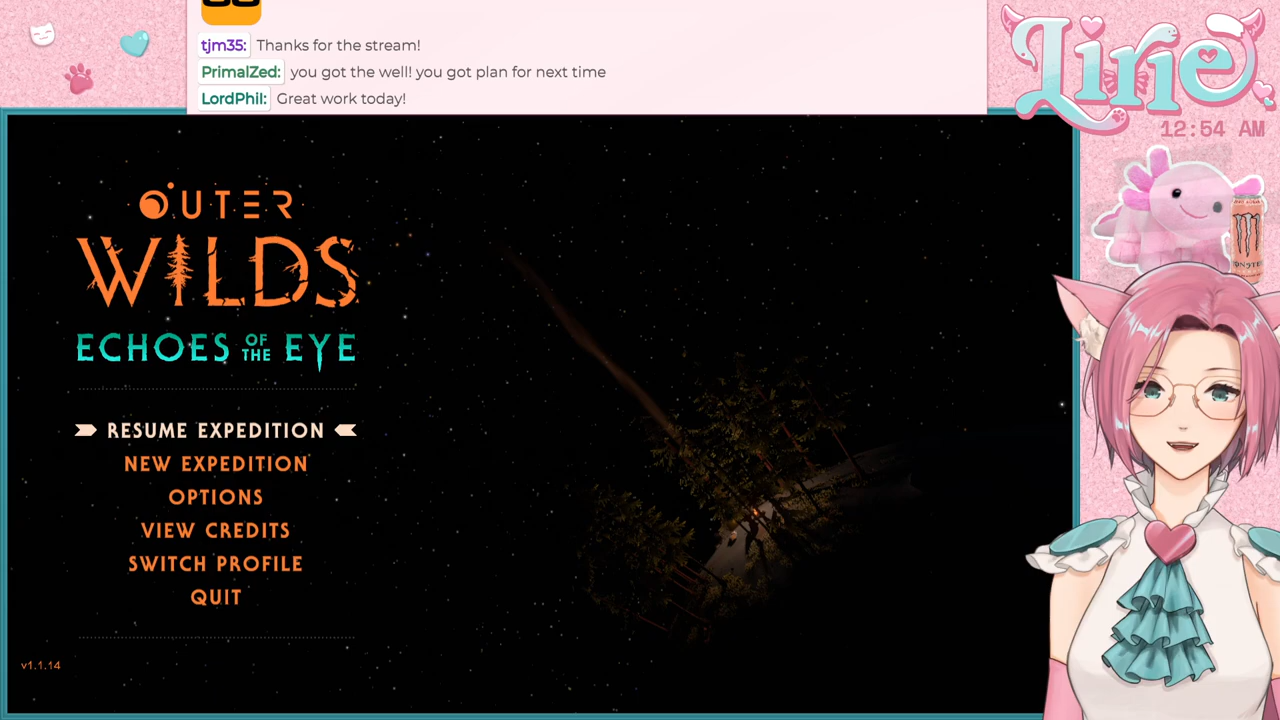 tjm35: Thanks for the stream!
PrimalZed: you got the well! you got plan for next time
LordPhil: Great work today!
Lirie
12:54 AM
OUTER
WILDS
ECHOES OF THE EYE
RESUME EXPEDITION
NEW EXPEDITION
OPTIONS
VIEW CREDITS
SWITCH PROFILE
QUIT
v1.1.14
MONSTER